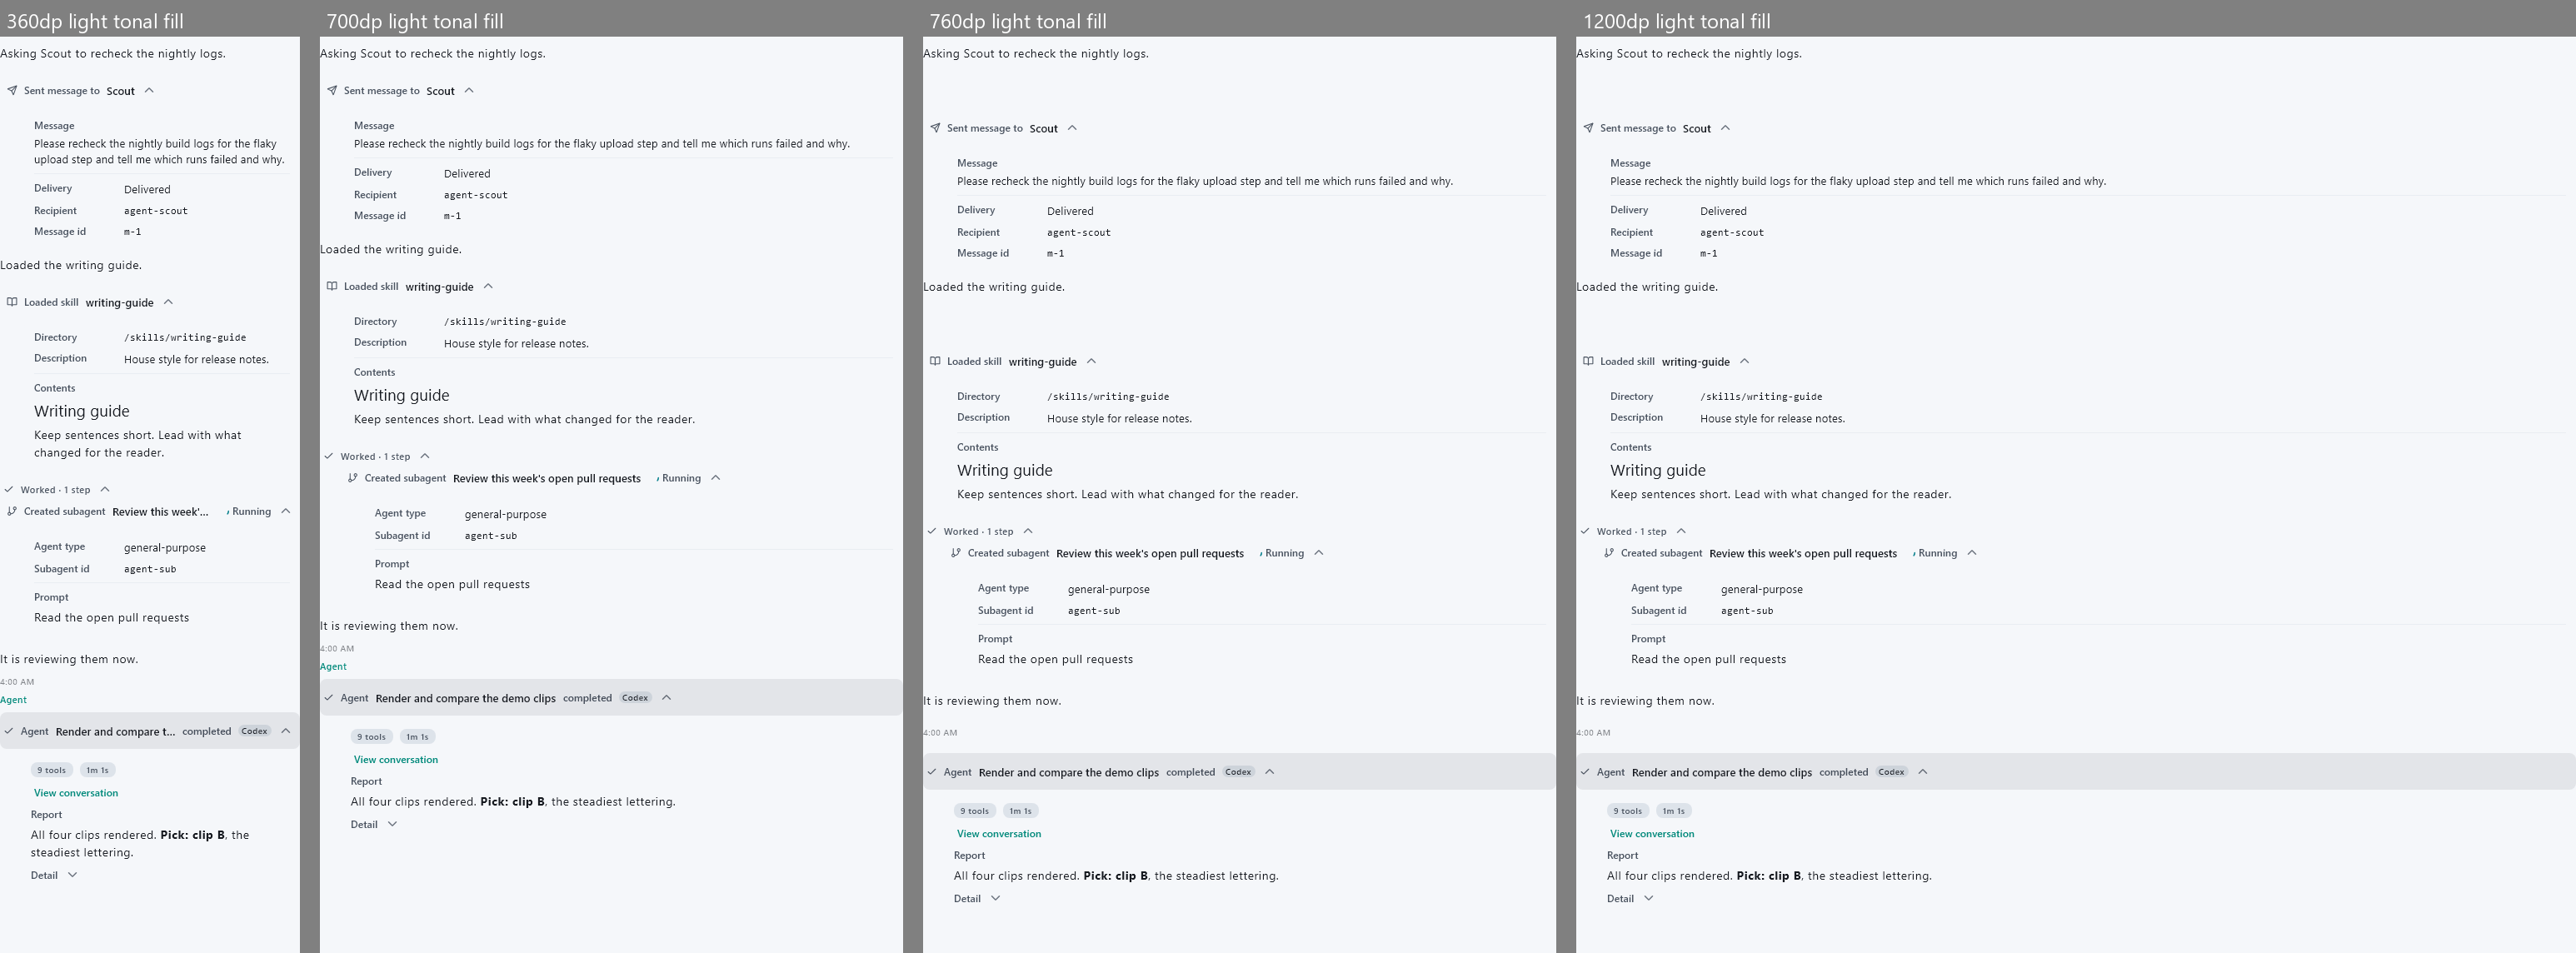 360dp light tonal fill
Asking Scout to recheck the nightly logs.
Sent message to Scout
Message
Please recheck the nightly build logs for the flaky
upload step and tell me which runs failed and why.
Delivery Delivered
Recipient agent-scout
Message id m-1
Loaded the writing guide.
Loaded skill writing-guide
Directory /skills/writing-guide
Description House style for release notes.
Contents
Writing guide
Keep sentences short. Lead with what
changed for the reader.
Worked · 1 step
Created subagent Review this week'... Running
Agent type general-purpose
Subagent id agent-sub
Prompt
Read the open pull requests
It is reviewing them now.
4:00 AM
Agent
Agent Render and compare t... completed Codex
9 tools 1m 1s
View conversation
Report
All four clips rendered. Pick: clip B, the
steadiest lettering.
Detail
700dp light tonal fill
Asking Scout to recheck the nightly logs.
Sent message to Scout
Message
Please recheck the nightly build logs for the flaky upload step and tell me which runs failed and why.
Delivery Delivered
Recipient agent-scout
Message id m-1
Loaded the writing guide.
Loaded skill writing-guide
Directory /skills/writing-guide
Description House style for release notes.
Contents
Writing guide
Keep sentences short. Lead with what changed for the reader.
Worked · 1 step
Created subagent Review this week's open pull requests Running
Agent type general-purpose
Subagent id agent-sub
Prompt
Read the open pull requests
It is reviewing them now.
4:00 AM
Agent
Agent Render and compare the demo clips completed Codex
9 tools 1m 1s
View conversation
Report
All four clips rendered. Pick: clip B, the steadiest lettering.
Detail
760dp light tonal fill
Asking Scout to recheck the nightly logs.
Sent message to Scout
Message
Please recheck the nightly build logs for the flaky upload step and tell me which runs failed and why.
Delivery Delivered
Recipient agent-scout
Message id m-1
Loaded the writing guide.
Loaded skill writing-guide
Directory /skills/writing-guide
Description House style for release notes.
Contents
Writing guide
Keep sentences short. Lead with what changed for the reader.
Worked · 1 step
Created subagent Review this week's open pull requests Running
Agent type general-purpose
Subagent id agent-sub
Prompt
Read the open pull requests
It is reviewing them now.
4:00 AM
Agent Render and compare the demo clips completed Codex
9 tools 1m 1s
View conversation
Report
All four clips rendered. Pick: clip B, the steadiest lettering.
Detail
1200dp light tonal fill
Asking Scout to recheck the nightly logs.
Sent message to Scout
Message
Please recheck the nightly build logs for the flaky upload step and tell me which runs failed and why.
Delivery Delivered
Recipient agent-scout
Message id m-1
Loaded the writing guide.
Loaded skill writing-guide
Directory /skills/writing-guide
Description House style for release notes.
Contents
Writing guide
Keep sentences short. Lead with what changed for the reader.
Worked · 1 step
Created subagent Review this week's open pull requests Running
Agent type general-purpose
Subagent id agent-sub
Prompt
Read the open pull requests
It is reviewing them now.
4:00 AM
Agent Render and compare the demo clips completed Codex
9 tools 1m 1s
View conversation
Report
All four clips rendered. Pick: clip B, the steadiest lettering.
Detail